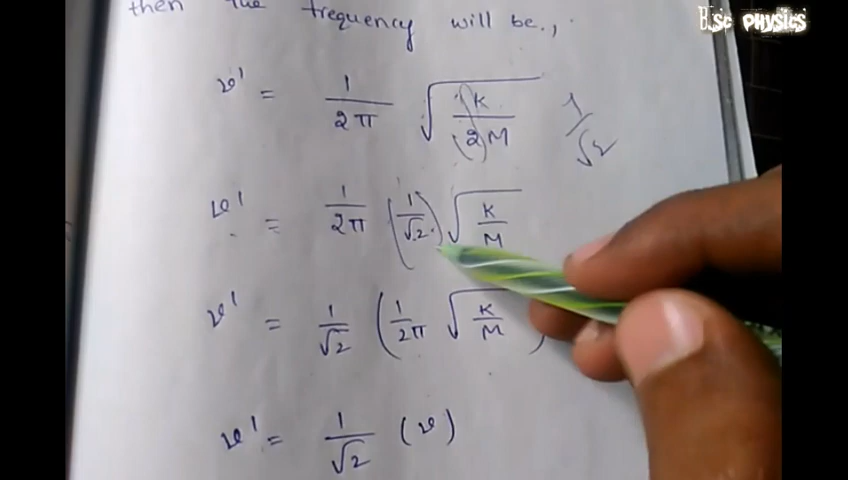 then the frequency will be.,
B.sc PHYSICS
ν' = 1/2π √(K/2M) 1/√2
ν' = 1/2π (1/√2) √(K/M)
ν' = 1/√2 (1/2π √(K/M))
ν' = 1/√2 (ν)